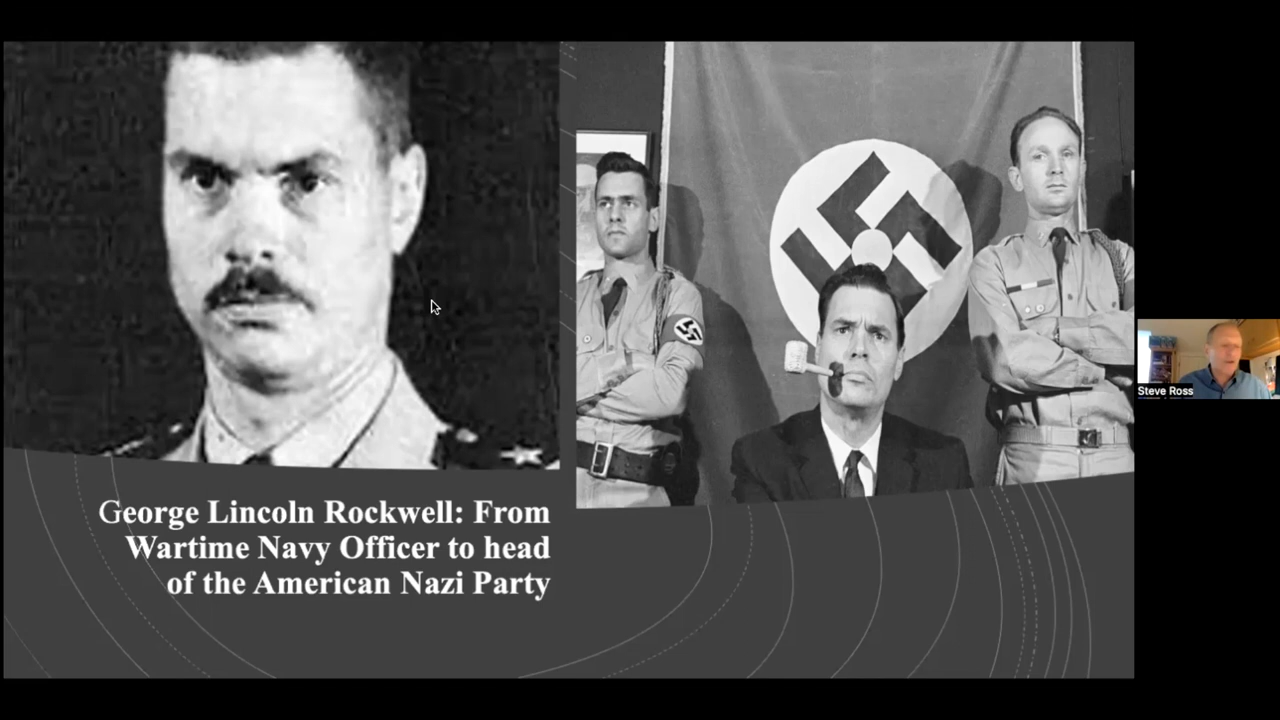 George Lincoln Rockwell: From
Wartime Navy Officer to head
of the American Nazi Party
Steve Ross